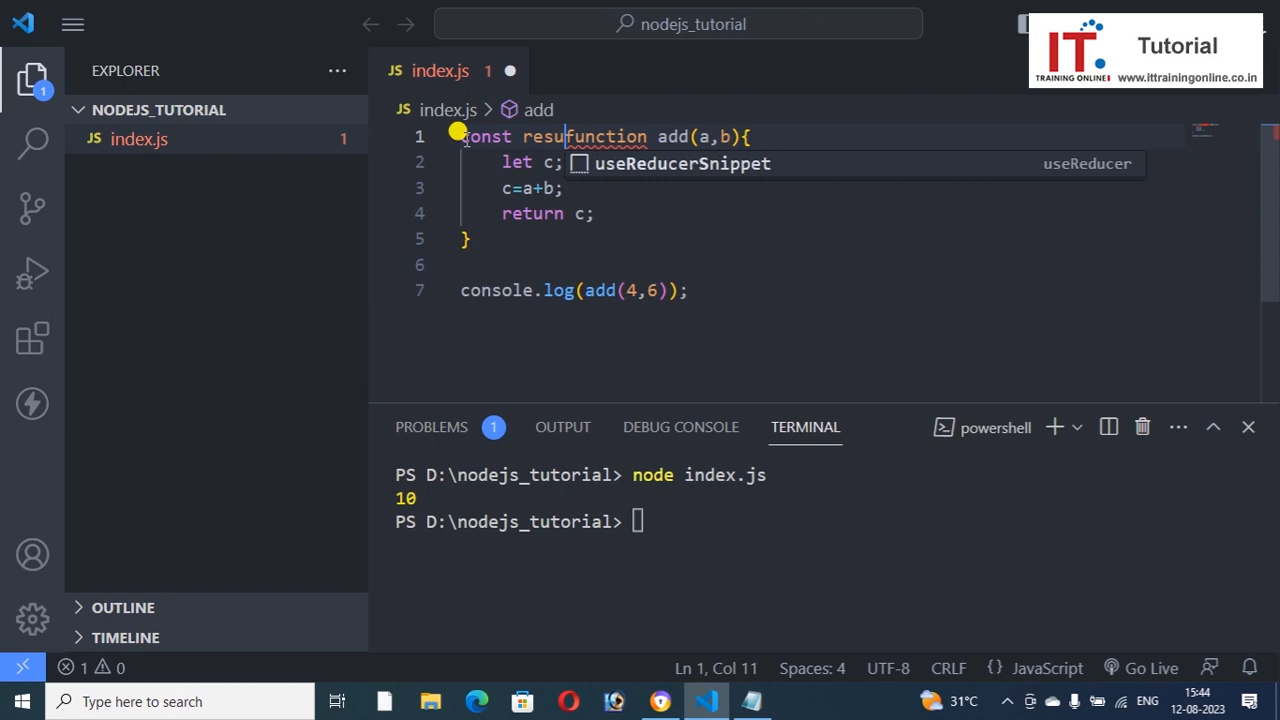 nodejs_tutorial
IT
TRAINING ONLINE
Tutorial
www.ittrainingonline.co.in
EXPLORER
JS index.js 1
NODEJS_TUTORIAL
JS index.js > add
JS index.js 1
1 const resufunction add(a,b){
2 let c;
useReducerSnippet useReducer
3 c=a+b;
4 return c;
5 }
6
7 console.log(add(4,6));
PROBLEMS 1 OUTPUT DEBUG CONSOLE TERMINAL powershell
PS D:\nodejs_tutorial> node index.js
10
PS D:\nodejs_tutorial>
OUTLINE
TIMELINE
1 0 Ln 1, Col 11 Spaces: 4 UTF-8 CRLF {} JavaScript Go Live
Type here to search
31°C ENG 15:44
12-08-2023